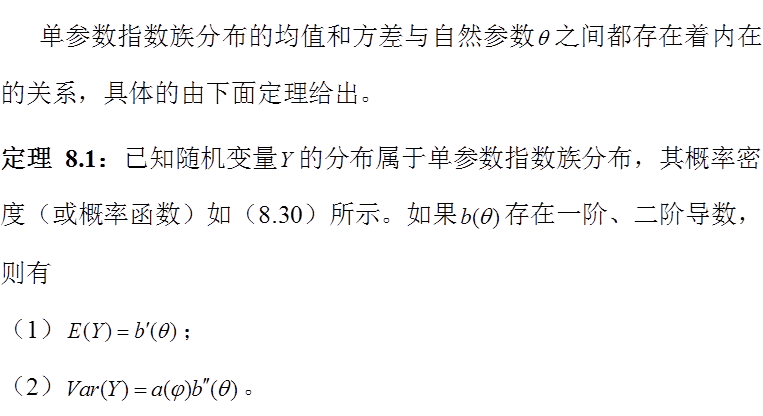 单参数指数族分布的均值和方差与自然参数θ之间都存在着内在
的关系，具体的由下面定理给出。
定理 8.1：已知随机变量Y的分布属于单参数指数族分布，其概率密
度（或概率函数）如（8.30）所示。如果b(θ)存在一阶、二阶导数，
则有
（1）E(Y)=b′(θ)；
（2）Var(Y)=a(φ)b″(θ)。